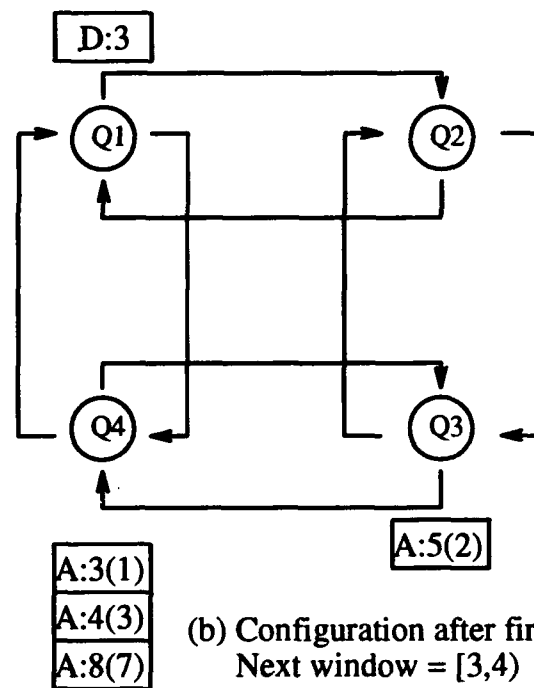 D:3
Q1
Q2
Q4
Q3
A:5(2)
A:3(1)
A:4(3)
A:8(7)
(b) Configuration after
Next window = [3,4)